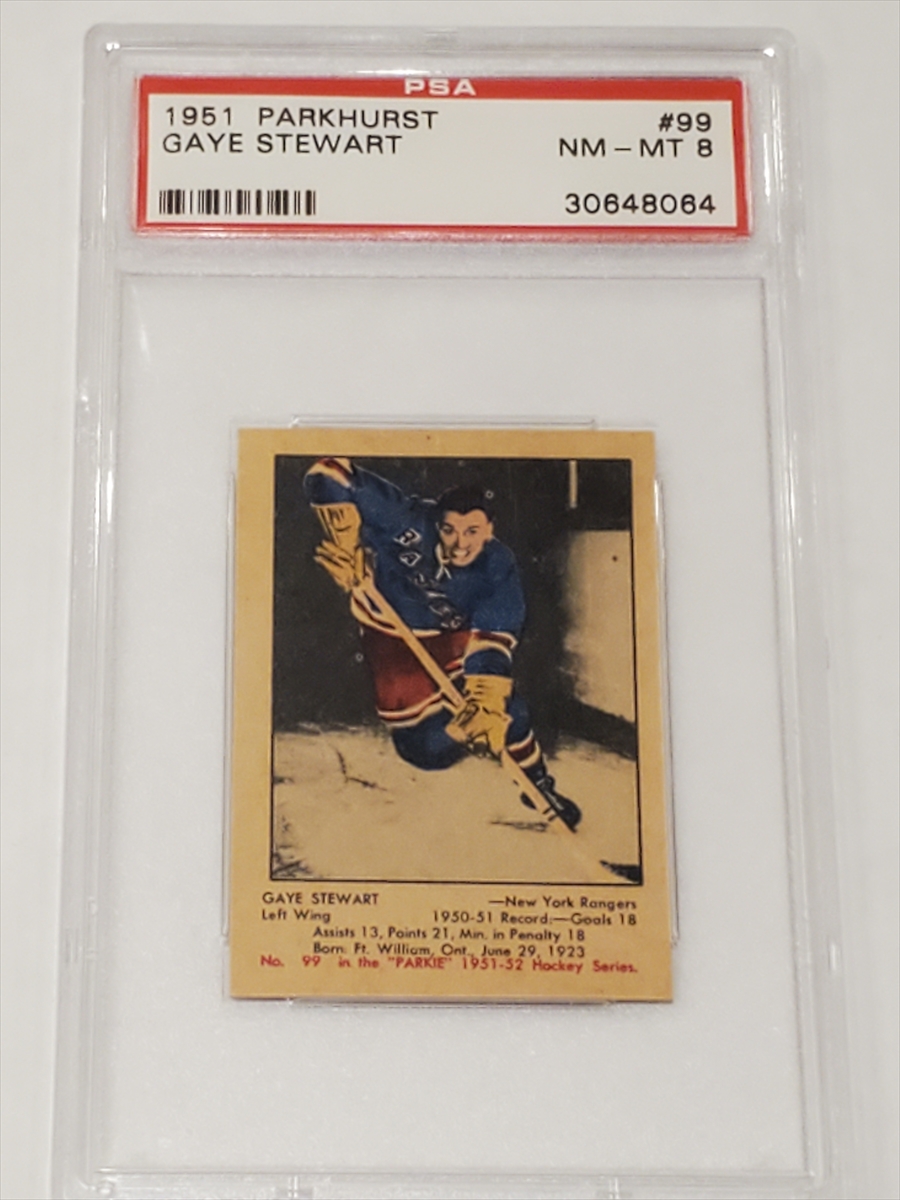 PSA
1951 PARKHURST #99
GAYE STEWART NM - MT 8
30648064
RANGERS
GAYE STEWART —New York Rangers
Left Wing 1950-51 Record:—Goals 18
Assists 13, Points 21, Min. in Penalty 18
Born: Ft. William, Ont., June 29, 1923
No. 99 in the "PARKIE" 1951-52 Hockey Series.